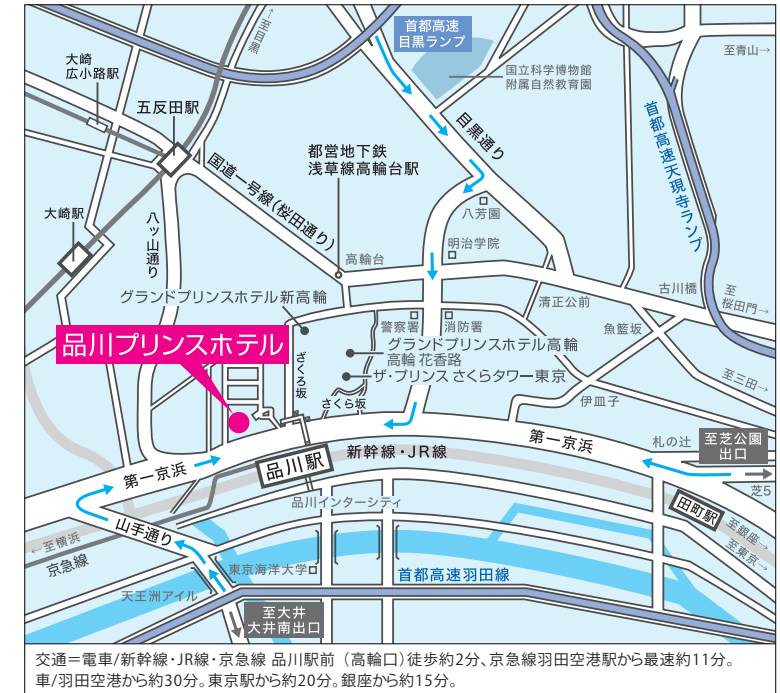 首都高速
目黒ランプ
←至目黒
大崎
広小路駅
国立科学博物館
附属自然教育園
至青山→
五反田駅
目黒通り
首都高速天現寺ランプ
都営地下鉄
浅草線高輪台駅
国道一号線(桜田通り)
大崎駅
八ッ山通り
八芳園
明治学院
高輪台
グランドプリンスホテル新高輪
清正公前
古川橋
至
桜田門→
警察署
消防署
魚籃坂
品川プリンスホテル
グランドプリンスホテル高輪
高輪 花香路
ザ・プリンス さくらタワー東京
ざくろ坂
さくら坂
至三田→
伊皿子
第一京浜
札の辻
至芝公園
出口
新幹線・JR線
品川駅
第一京浜
芝5
品川インターシティ
田町駅
山手通り
至銀座→
至東京→
←至横浜
京急線
東京海洋大学
首都高速羽田線
天王洲アイル
至大井
大井南出口
交通=電車/新幹線・JR線・京急線 品川駅前 (高輪口)徒歩約2分、京急線羽田空港駅から最速約11分。
車/羽田空港から約30分。東京駅から約20分。銀座から約15分。